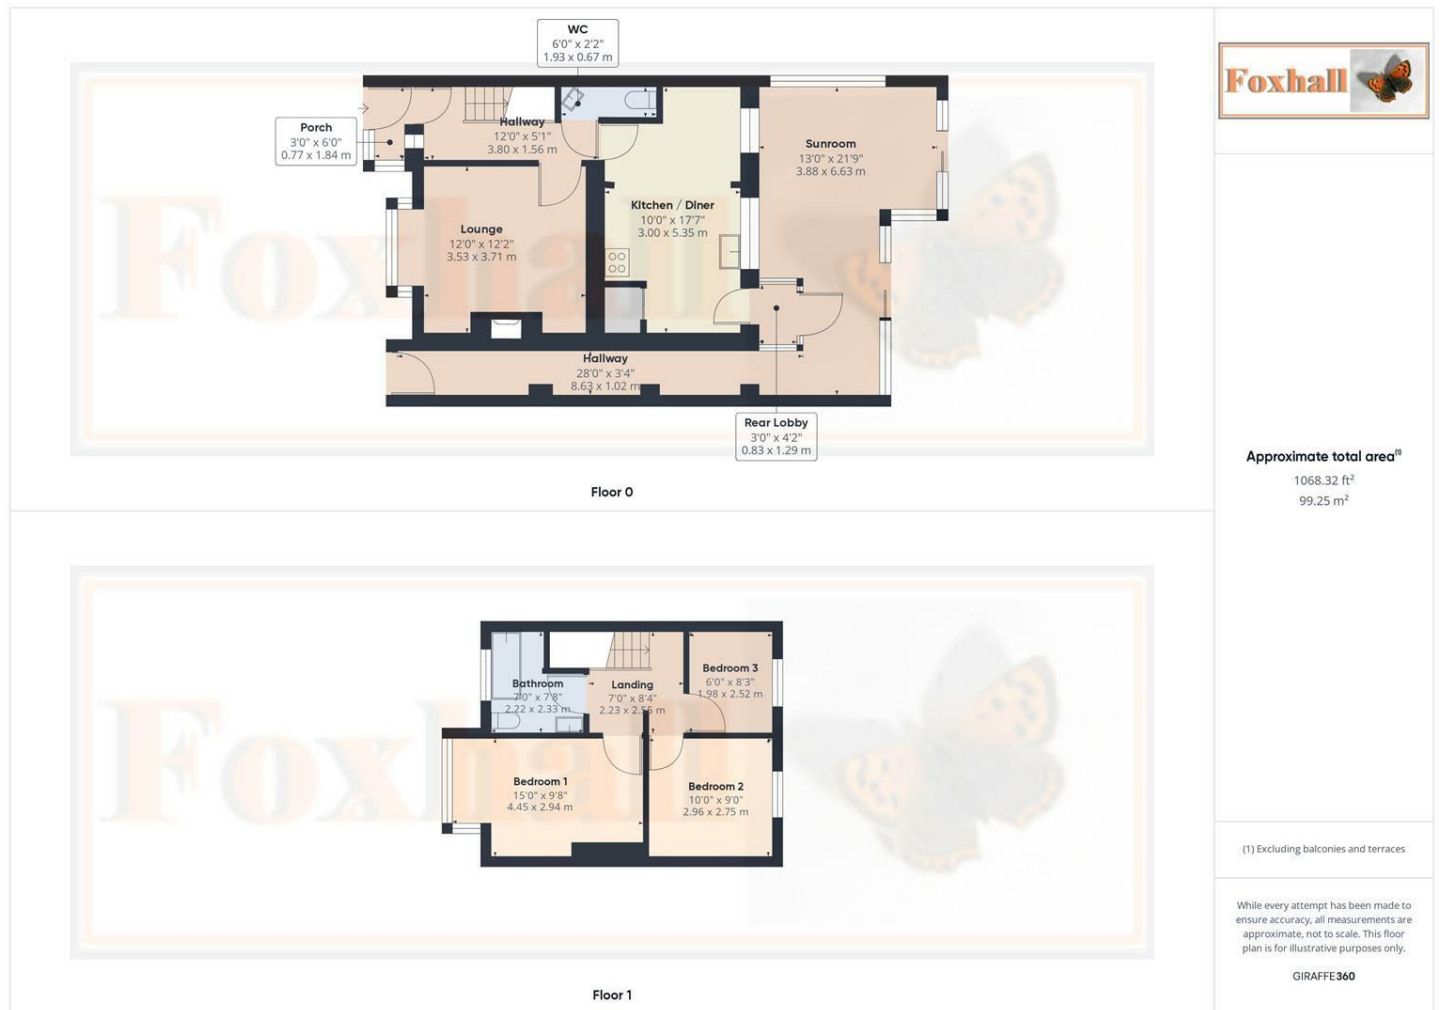 WC
6'0" x 2'2"
1.93 x 0.67 m
Porch
3'0" x 6'0"
0.77 x 1.84 m
Hallway
12'0" x 5'1"
3.80 x 1.56 m
Sunroom
13'0" x 21'9"
3.88 x 6.63 m
Kitchen / Diner
10'0" x 17'7"
3.00 x 5.35 m
Lounge
12'0" x 12'2"
3.53 x 3.71 m
Hallway
28'0" x 3'4"
8.63 x 1.02 m
Rear Lobby
3'0" x 4'2"
0.83 x 1.29 m
Foxhall
Floor 0
Bathroom
7'0" x 7'8"
2.22 x 2.33 m
Landing
7'0" x 8'4"
2.23 x 2.55 m
Bedroom 3
6'0" x 8'3"
1.98 x 2.52 m
Bedroom 1
15'0" x 9'8"
4.45 x 2.94 m
Bedroom 2
10'0" x 9'0"
2.96 x 2.75 m
Foxhall
Floor 1
Foxhall
Approximate total area(1)
1068.32 ft²
99.25 m²
(1) Excluding balconies and terraces
While every attempt has been made to
ensure accuracy, all measurements are
approximate, not to scale. This floor
plan is for illustrative purposes only.
GIRAFFE360